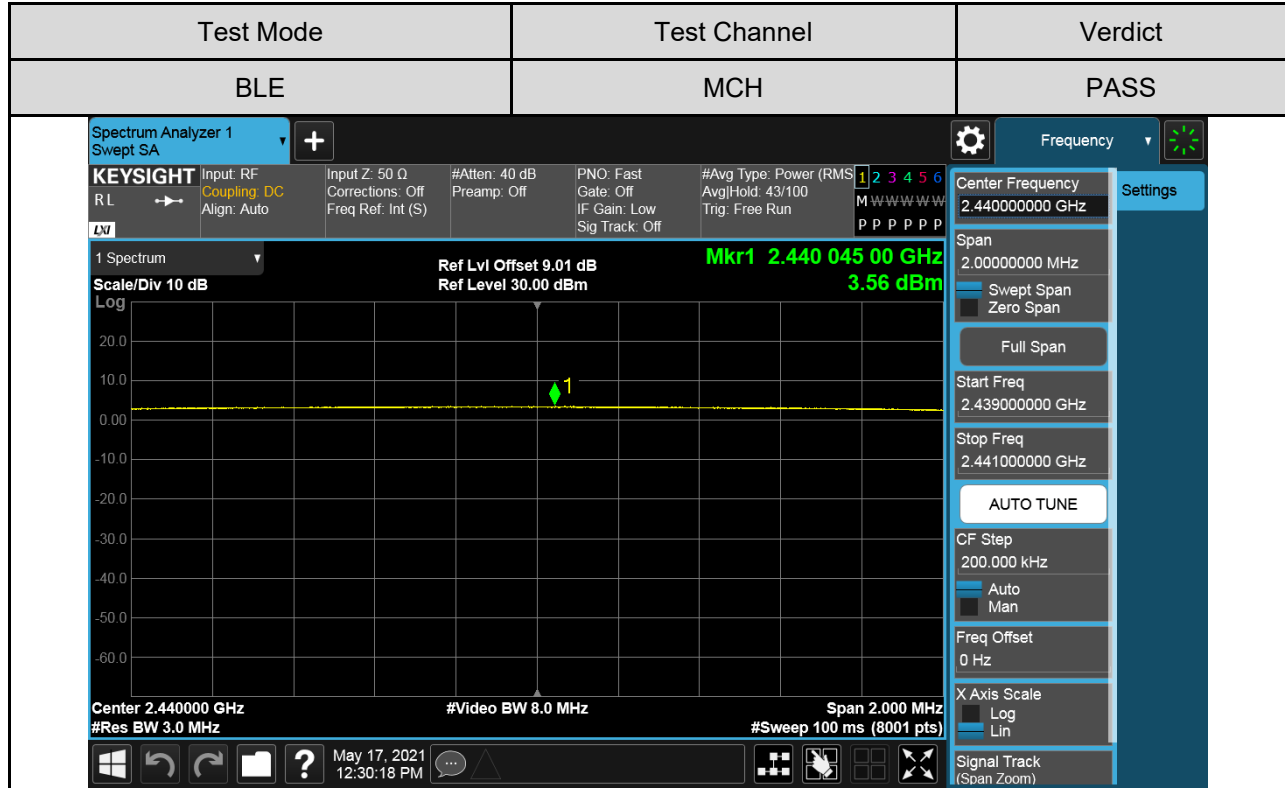 Test Mode Test Channel Verdict
BLE MCH PASS
Spectrum Analyzer 1
Swept SA
+
Frequency
KEYSIGHT
R L
LXI
Input: RF
Coupling: DC
Align: Auto
Input Z: 50 Ω
Corrections: Off
Freq Ref: Int (S)
#Atten: 40 dB
Preamp: Off
PNO: Fast
Gate: Off
IF Gain: Low
Sig Track: Off
#Avg Type: Power (RMS
Avg|Hold: 43/100
Trig: Free Run
1 2 3 4 5 6
M W W W W W
P P P P P P
1 Spectrum
Scale/Div 10 dB
Log
Ref Lvl Offset 9.01 dB
Ref Level 30.00 dBm
Mkr1 2.440 045 00 GHz
3.56 dBm
20.0
10.0
0.00
-10.0
-20.0
-30.0
-40.0
-50.0
-60.0
1
Center 2.440000 GHz
#Res BW 3.0 MHz
#Video BW 8.0 MHz
Span 2.000 MHz
#Sweep 100 ms (8001 pts)
Center Frequency
2.440000000 GHz
Settings
Span
2.00000000 MHz
Swept Span
Zero Span
Full Span
Start Freq
2.439000000 GHz
Stop Freq
2.441000000 GHz
AUTO TUNE
CF Step
200.000 kHz
Auto
Man
Freq Offset
0 Hz
X Axis Scale
Log
Lin
Signal Track
(Span Zoom)
?
May 17, 2021
12:30:18 PM